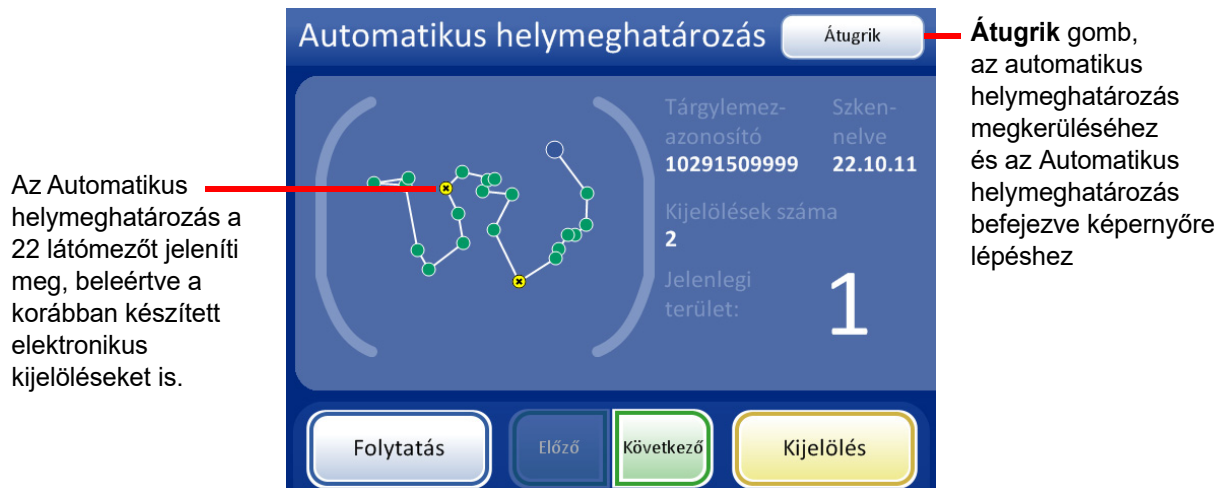 Automatikus helymeghatározás
Átugrik
Átugrik gomb,
az automatikus
helymeghatározás
megkerüléséhez
és az Automatikus
helymeghatározás
befejezve képernyőre
lépéshez
Az Automatikus
helymeghatározás a
22 látómezőt jeleníti
meg, beleértve a
korábban készített
elektronikus
kijelöléseket is.
Tárgylemez-
azonosító
10291509999
Szken-
nelve
22.10.11
Kijelölések száma
2
Jelenlegi
terület:
1
Folytatás
Előző
Következő
Kijelölés